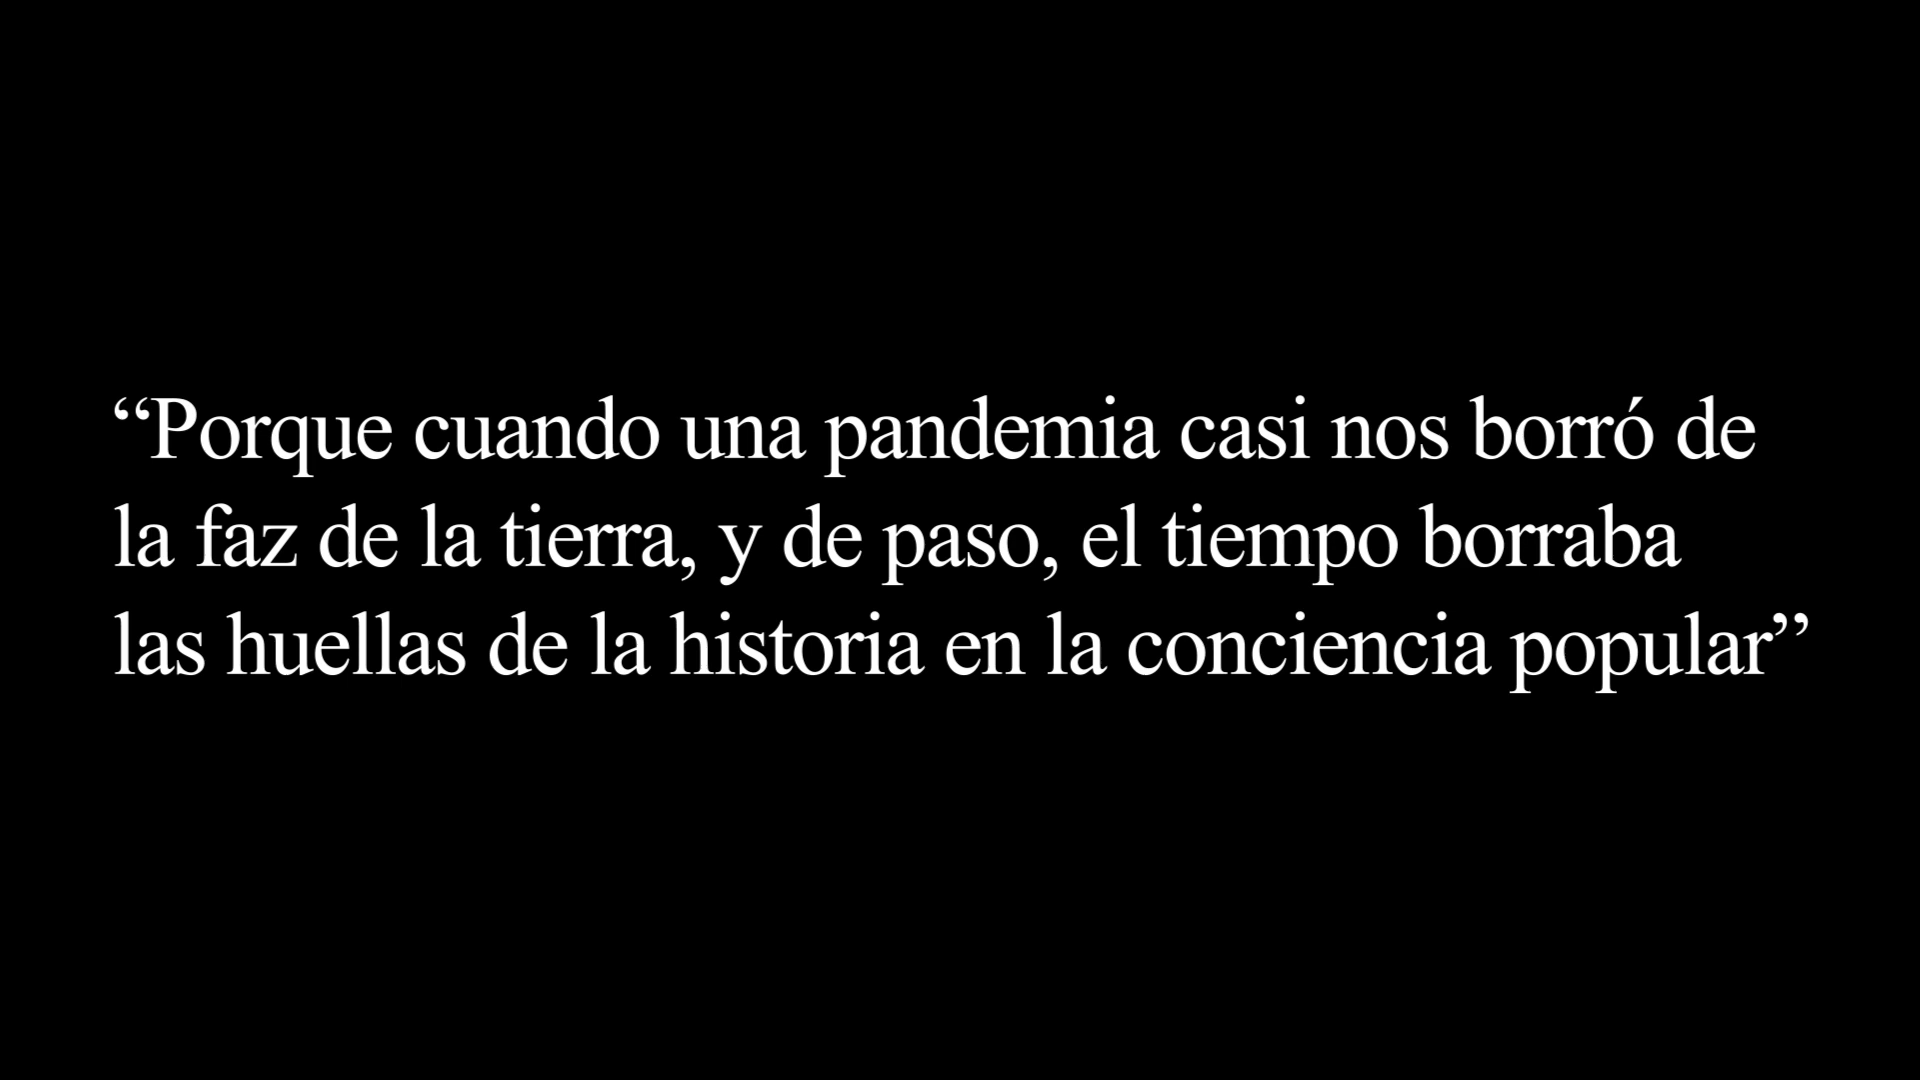 “Porque cuando una pandemia casi nos borró de
la faz de la tierra, y de paso, el tiempo borraba
las huellas de la historia en la conciencia popular”